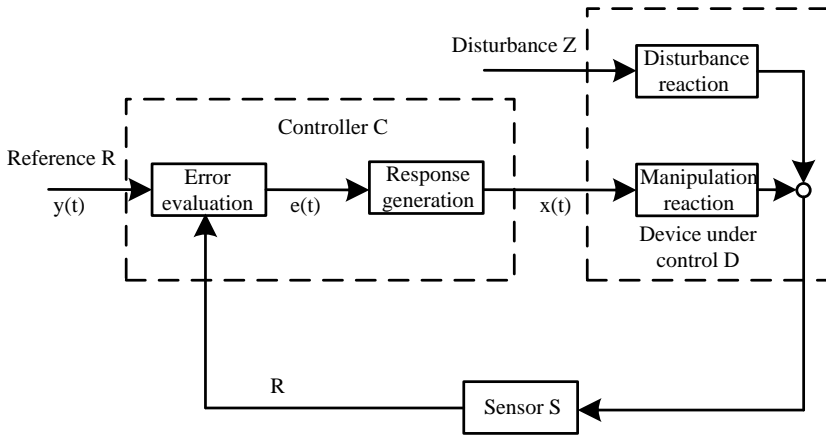 Disturbance Z
Disturbance
reaction
Controller C
Reference R
y(t)
Error
evaluation
e(t)
Response
generation
x(t)
Manipulation
reaction
Device under
control D
R
Sensor S